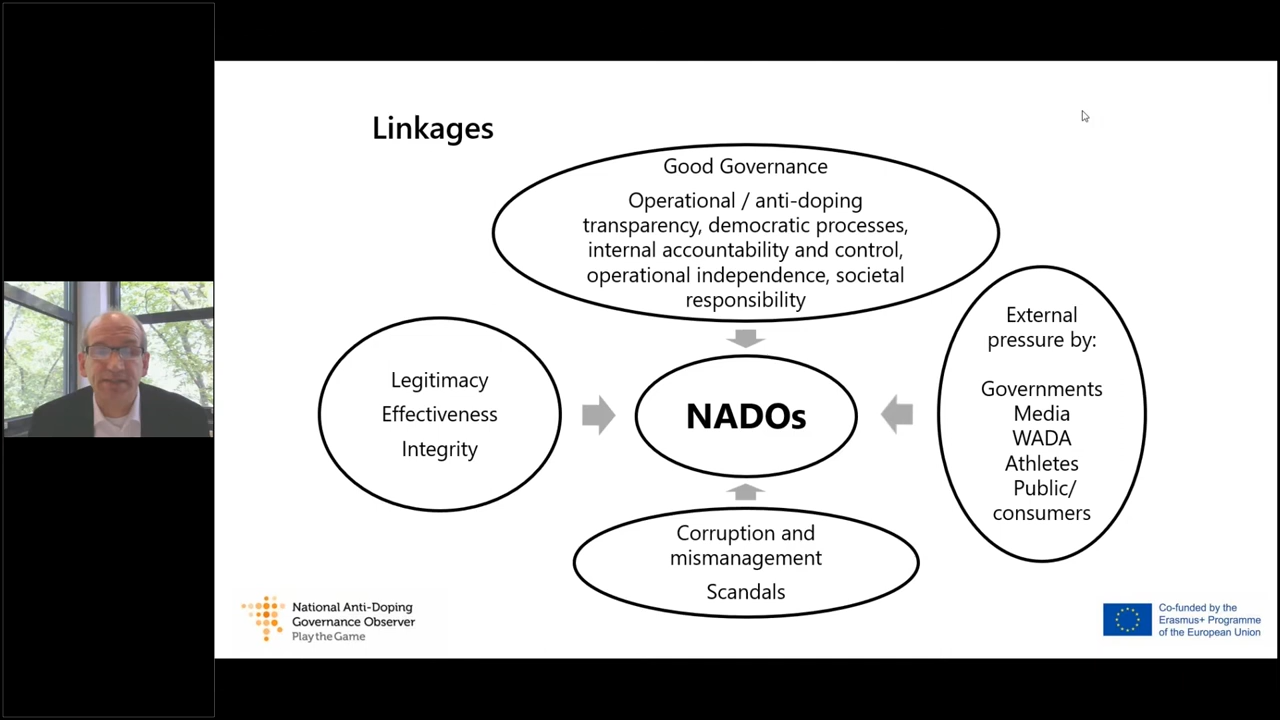 Linkages
Good Governance
Operational / anti-doping
transparency, democratic processes,
internal accountability and control,
operational independence, societal
responsibility
Legitimacy
Effectiveness
Integrity
NADOs
External
pressure by:
Governments
Media
WADA
Athletes
Public/
consumers
Corruption and
mismanagement
Scandals
National Anti-Doping
Governance Observer
Play the Game
Co-funded by the
Erasmus+ Programme
of the European Union